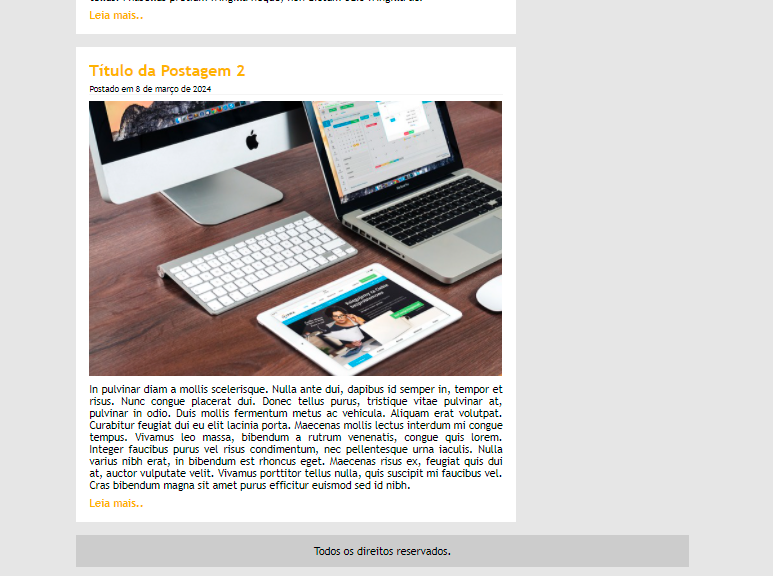 Leia mais..
Título da Postagem 2
Postado em 8 de março de 2024
In pulvinar diam a mollis scelerisque. Nulla ante dui, dapibus id semper in, tempor et
risus. Nunc congue placerat dui. Donec tellus purus, tristique vitae pulvinar at,
pulvinar in odio. Duis mollis fermentum metus ac vehicula. Aliquam erat volutpat.
Curabitur feugiat dui eu elit lacinia porta. Maecenas mollis lectus interdum mi congue
tempus. Vivamus leo massa, bibendum a rutrum venenatis, congue quis lorem.
Integer faucibus purus vel risus condimentum, nec pellentesque urna iaculis. Nulla
varius nibh erat, in bibendum est rhoncus eget. Maecenas risus ex, feugiat quis dui
at, auctor vulputate velit. Vivamus porttitor tellus nulla, quis suscipit mi faucibus vel.
Cras bibendum magna sit amet purus efficitur euismod sed id nibh.
Leia mais..
Todos os direitos reservados.